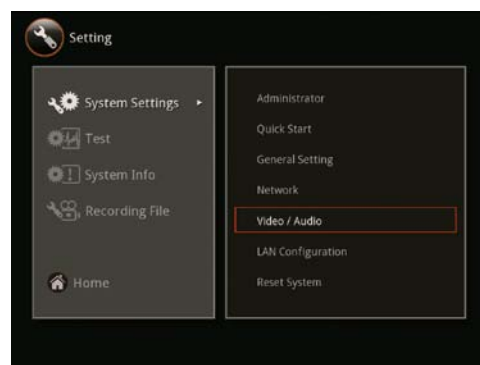 Setting
System Settings
Test
System Info
Recording File
Home
Administrator
Quick Start
General Setting
Network
Video / Audio
LAN Configuration
Reset System